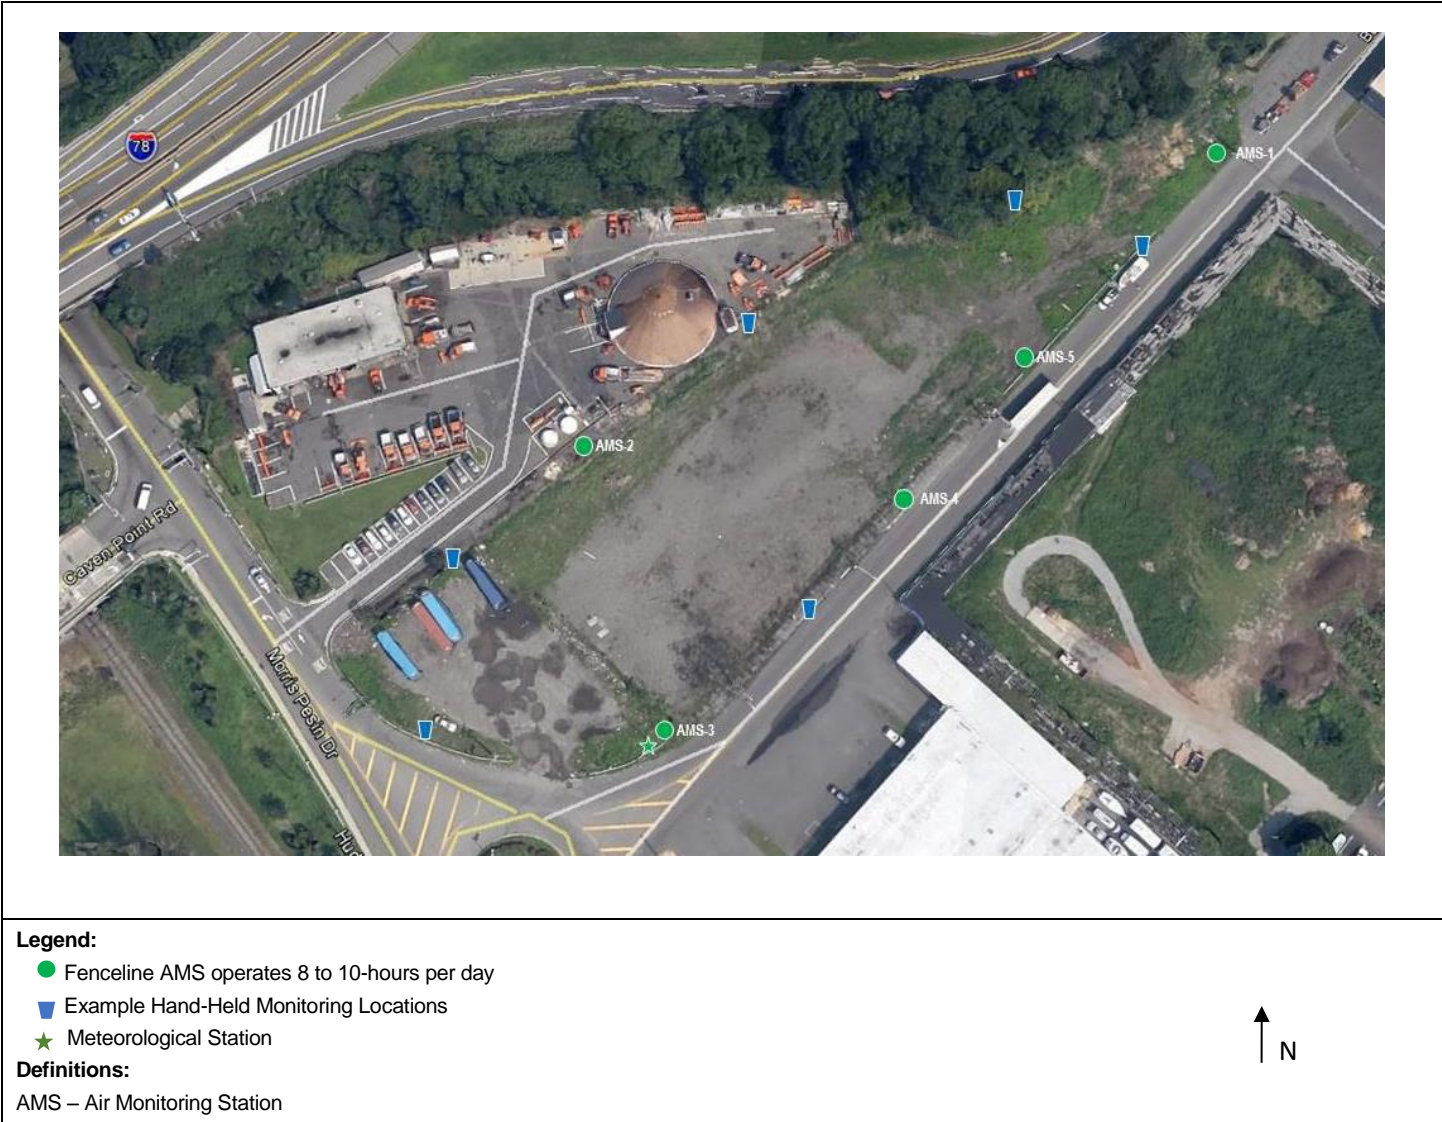 78
AMS-1
AMS-5
AMS-2
AMS-4
Caven Point Rd
Morris Pesin Dr
AMS-3
Hud
Legend:
Fenceline AMS operates 8 to 10-hours per day
Example Hand-Held Monitoring Locations
Meteorological Station
N
Definitions:
AMS – Air Monitoring Station